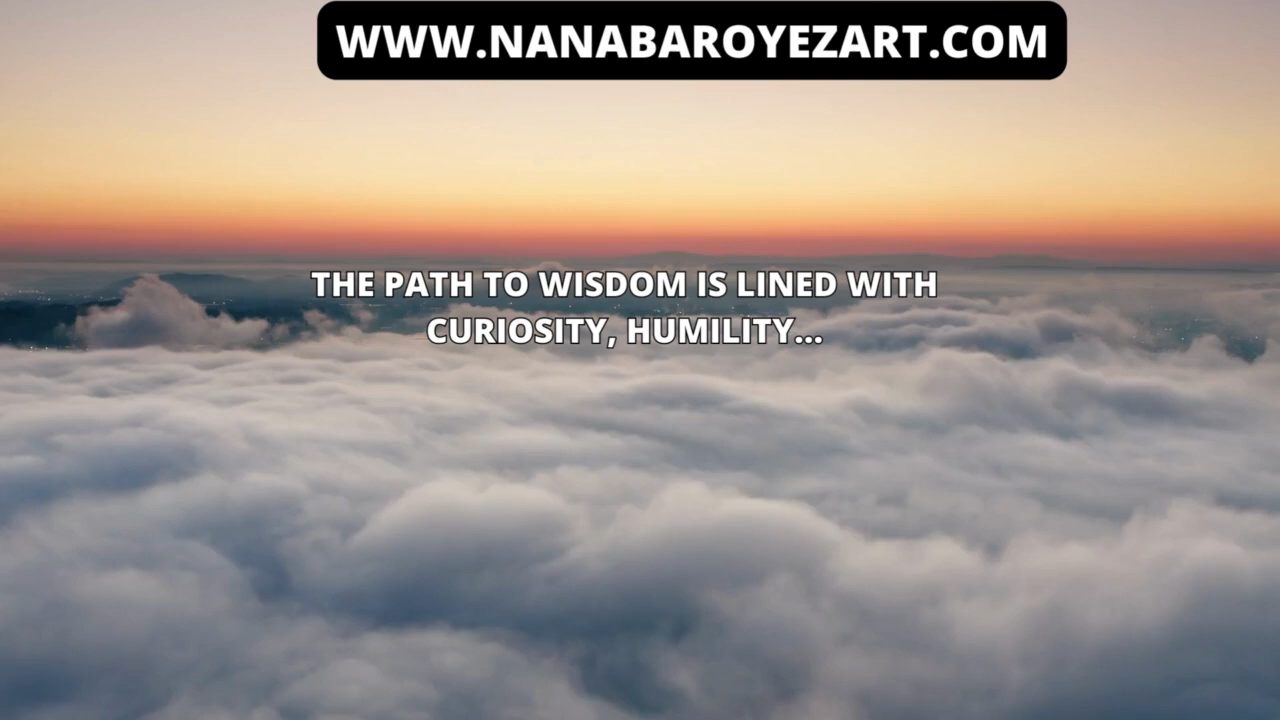 WWW.NANABAROYEZART.COM
THE PATH TO WISDOM IS LINED WITH
CURIOSITY, HUMILITY...